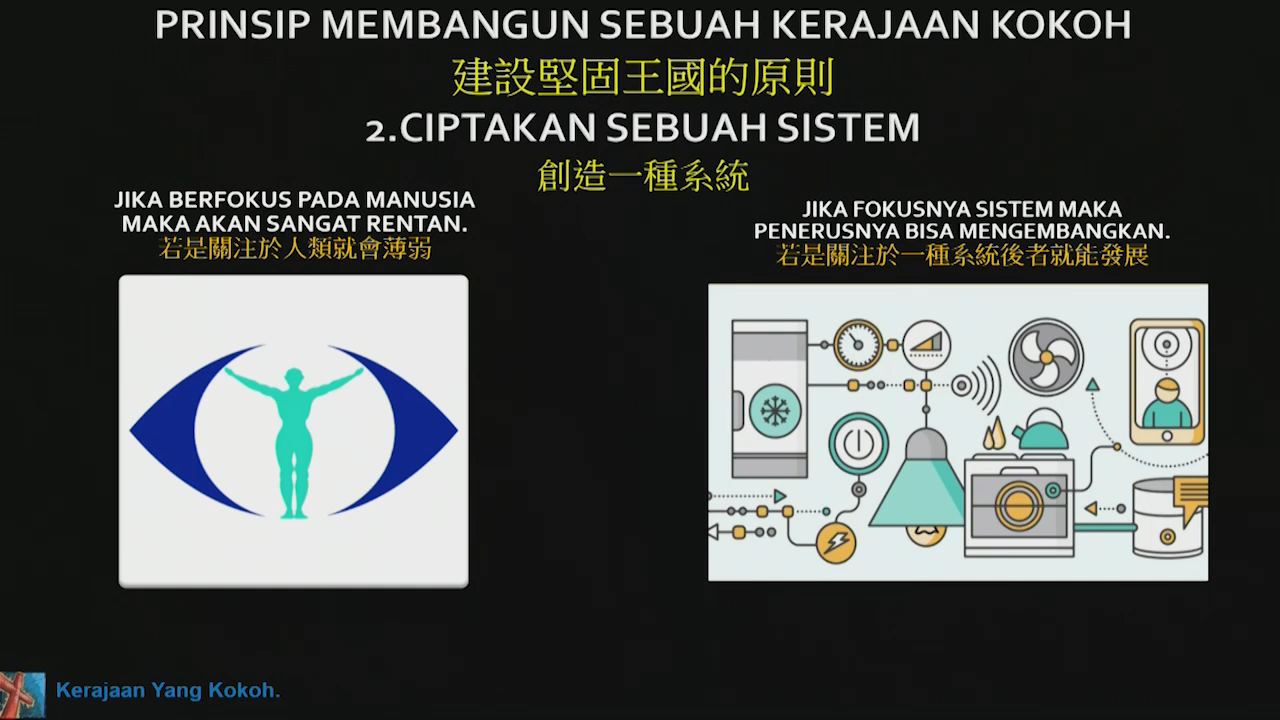 PRINSIP MEMBANGUN SEBUAH KERAJAAN KOKOH
建設堅固王國的原則
2.CIPTAKAN SEBUAH SISTEM
創造一種系統
JIKA BERFOKUS PADA MANUSIA
MAKA AKAN SANGAT RENTAN.
若是關注於人類就會薄弱
JIKA FOKUSNYA SISTEM MAKA
PENERUSNYA BISA MENGEMBANGKAN.
若是關注於一種系統後者就能發展
Kerajaan Yang Kokoh.